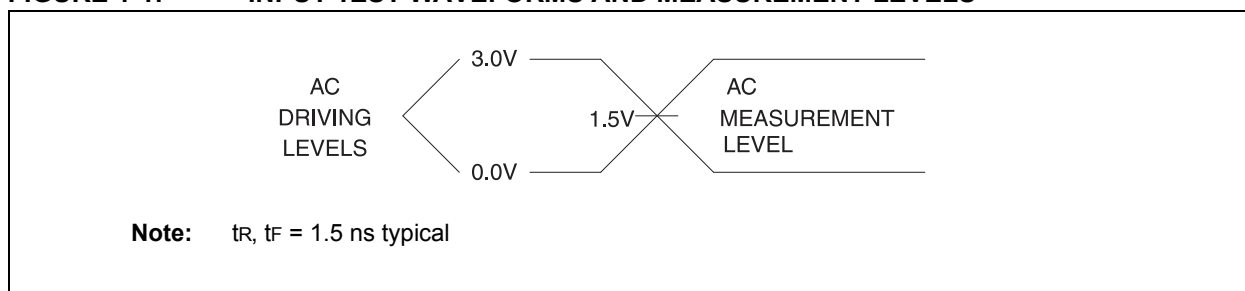 3.0V
AC
DRIVING
LEVELS
0.0V
1.5V
AC
MEASUREMENT
LEVEL
Note: tR, tF = 1.5 ns typical